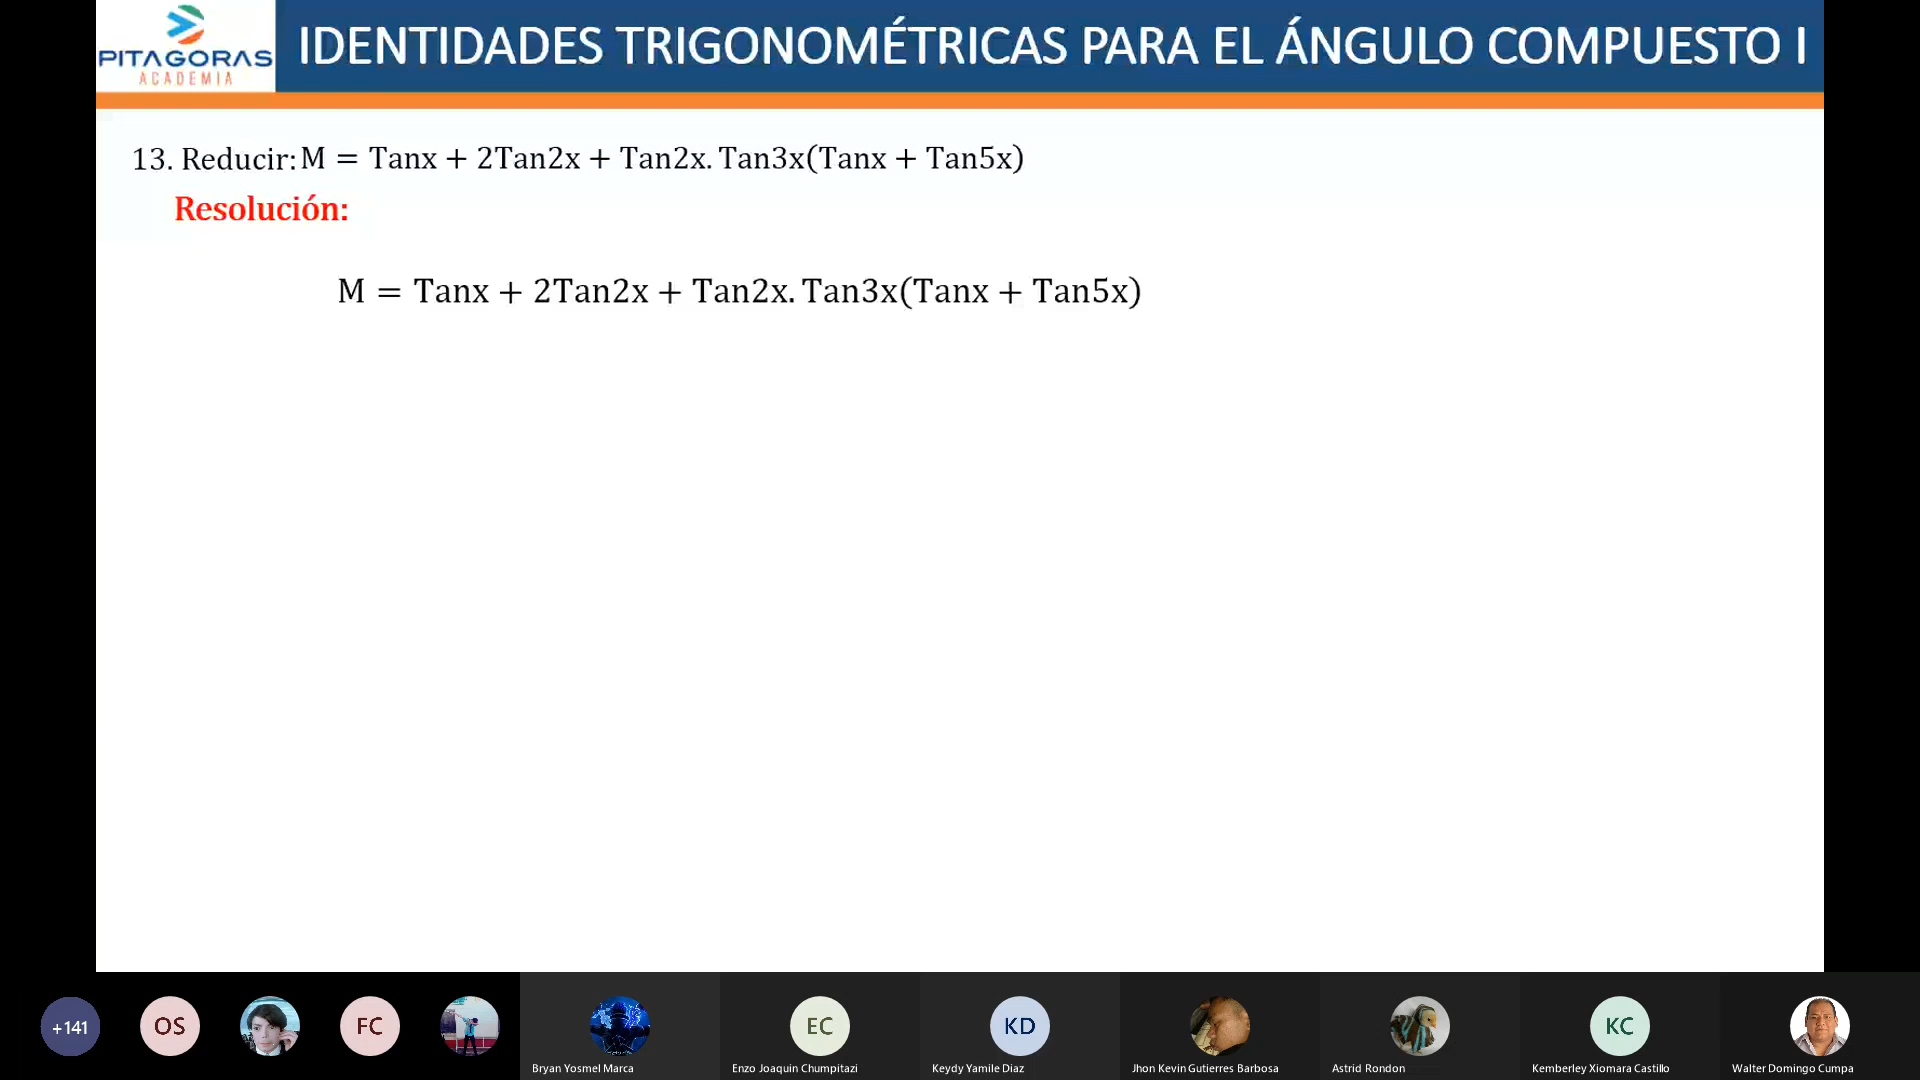 PITAGORAS
ACADEMIA
IDENTIDADES TRIGONOMÉTRICAS PARA EL ÁNGULO COMPUESTO I
13. Reducir: M = Tanx + 2Tan2x + Tan2x. Tan3x(Tanx + Tan5x)
Resolución:
M = Tanx + 2Tan2x + Tan2x. Tan3x(Tanx + Tan5x)
+141
OS
FC
EC
KD
KC
Bryan Yosmel Marca
Enzo Joaquin Chumpitazi
Keydy Yamile Diaz
Jhon Kevin Gutierres Barbosa
Astrid Rondon
Kemberley Xiomara Castillo
Walter Domingo Cumpa